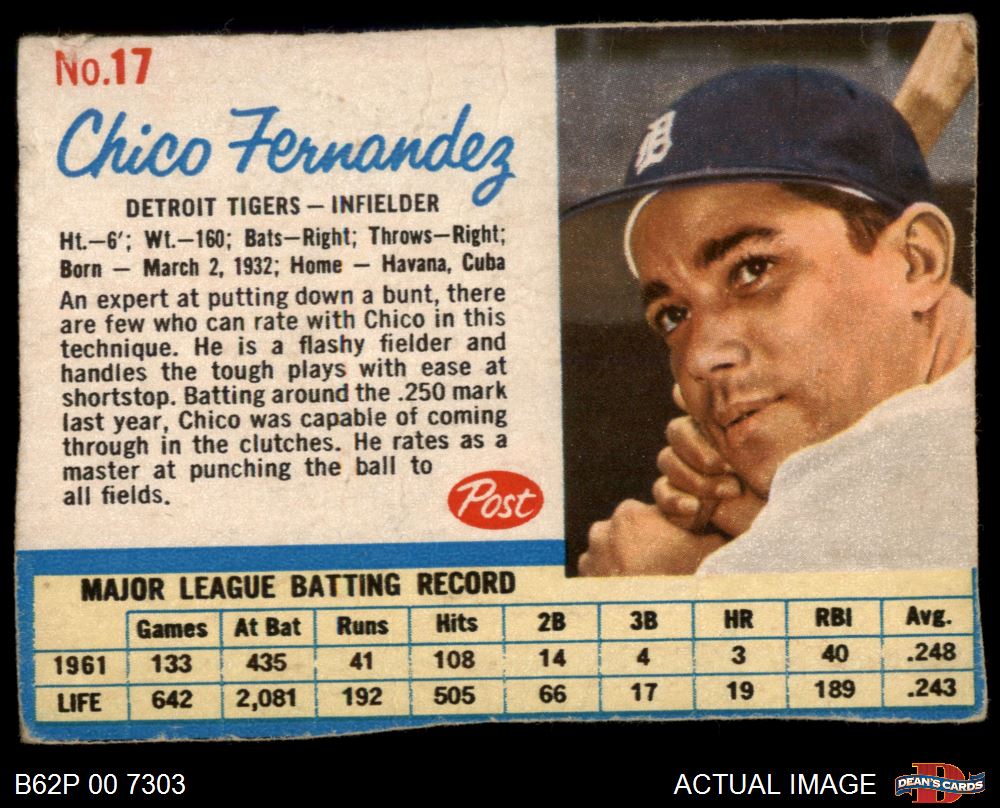 No.17
Chico Fernandez
DETROIT TIGERS — INFIELDER
Ht.—6′; Wt.—160; Bats—Right; Throws—Right;
Born — March 2, 1932; Home — Havana, Cuba
An expert at putting down a bunt, there
are few who can rate with Chico in this
technique. He is a flashy fielder and
handles the tough plays with ease at
shortstop. Batting around the .250 mark
last year, Chico was capable of coming
through in the clutches. He rates as a
master at punching the ball to
all fields.
Post
MAJOR LEAGUE BATTING RECORD
Games At Bat Runs Hits 2B 3B HR RBI Avg.
1961 133 435 41 108 14 4 3 40 .248
LIFE 642 2,081 192 505 66 17 19 189 .243
B62P 00 7303
ACTUAL IMAGE
DEAN'S CARDS